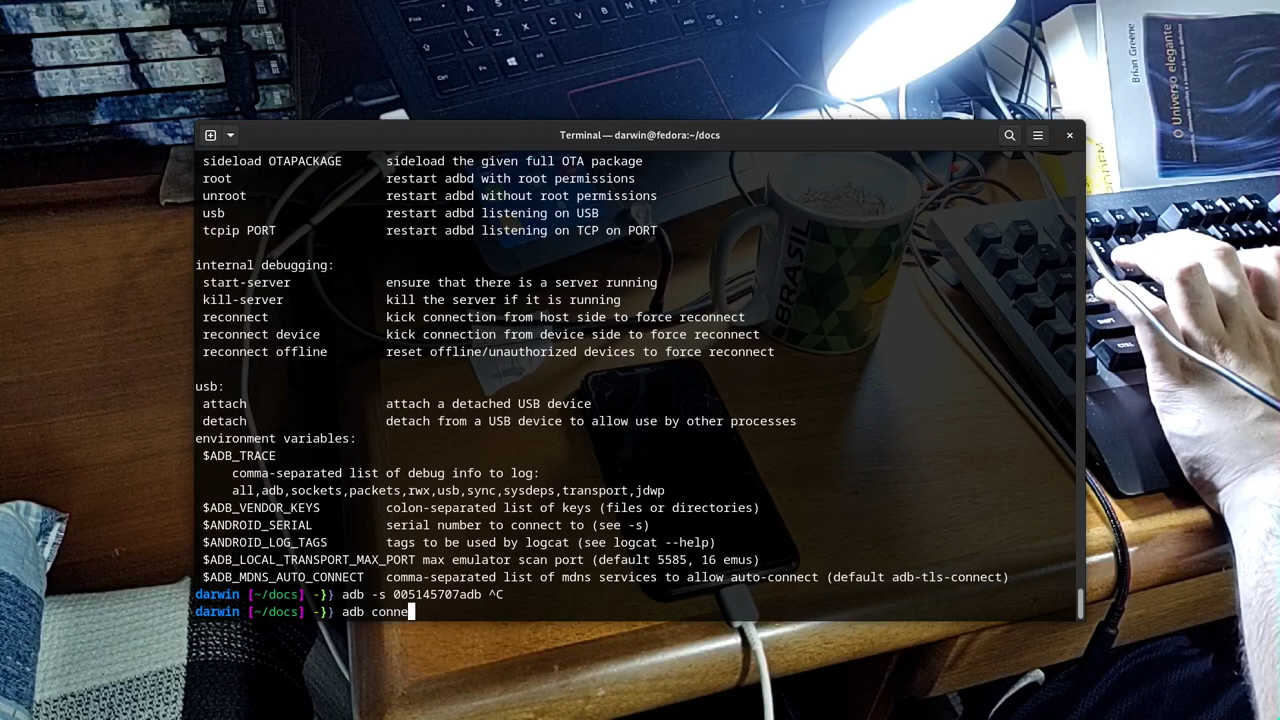 Brian Greene
O Universo elegante
Terminal — darwin@fedora:~/docs
sideload OTAPACKAGE sideload the given full OTA package
root restart adbd with root permissions
unroot restart adbd without root permissions
usb restart adbd listening on USB
tcpip PORT restart adbd listening on TCP on PORT
internal debugging:
start-server ensure that there is a server running
kill-server kill the server if it is running
reconnect kick connection from host side to force reconnect
reconnect device kick connection from device side to force reconnect
reconnect offline reset offline/unauthorized devices to force reconnect
usb:
attach attach a detached USB device
detach detach from a USB device to allow use by other processes
environment variables:
$ADB_TRACE
comma-separated list of debug info to log:
all,adb,sockets,packets,rwx,usb,sync,sysdeps,transport,jdwp
$ADB_VENDOR_KEYS colon-separated list of keys (files or directories)
$ANDROID_SERIAL serial number to connect to (see -s)
$ANDROID_LOG_TAGS tags to be used by logcat (see logcat --help)
$ADB_LOCAL_TRANSPORT_MAX_PORT max emulator scan port (default 5585, 16 emus)
$ADB_MDNS_AUTO_CONNECT comma-separated list of mdns services to allow auto-connect (default adb-tls-connect)
darwin [~/docs] -}} adb -s 005145707adb ^C
darwin [~/docs] -}} adb conne
BRASIL
SHIFT
CTRL